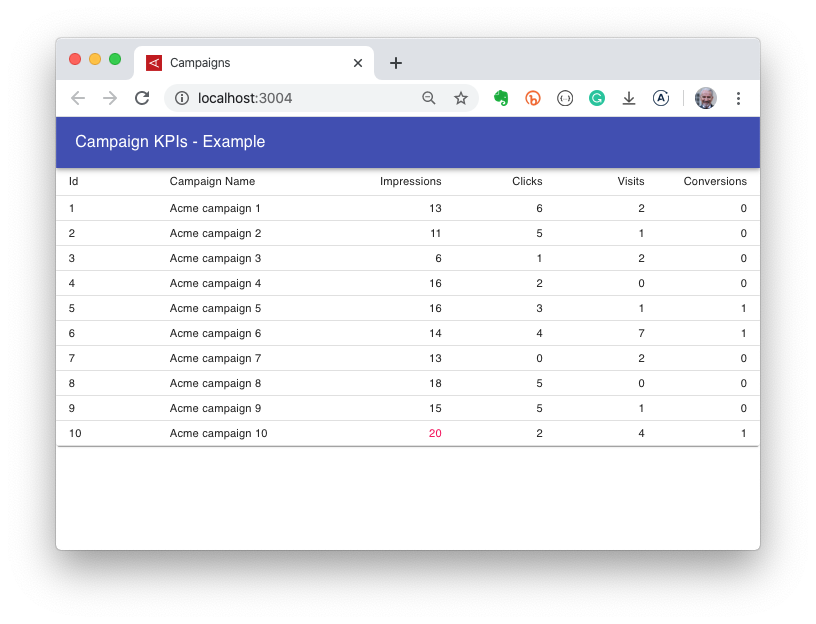 Campaigns
localhost:3004
Campaign KPIs - Example
Id Campaign Name Impressions Clicks Visits Conversions
1 Acme campaign 1 13 6 2 0
2 Acme campaign 2 11 5 1 0
3 Acme campaign 3 6 1 2 0
4 Acme campaign 4 16 2 0 0
5 Acme campaign 5 16 3 1 1
6 Acme campaign 6 14 4 7 1
7 Acme campaign 7 13 0 2 0
8 Acme campaign 8 18 5 0 0
9 Acme campaign 9 15 5 1 0
10 Acme campaign 10 20 2 4 1